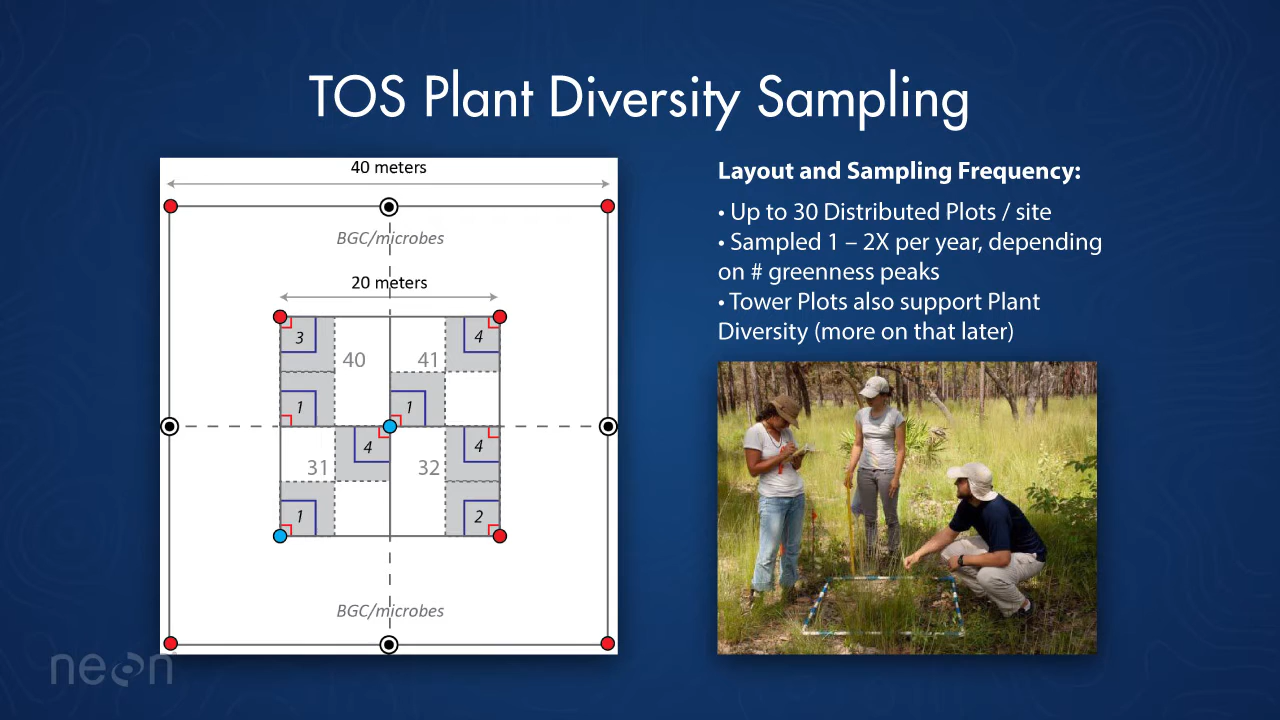 TOS Plant Diversity Sampling
40 meters
BGC/microbes
20 meters
3
4
40
41
1
1
4
4
31
32
1
2
BGC/microbes
Layout and Sampling Frequency:
• Up to 30 Distributed Plots / site
• Sampled 1 – 2X per year, depending
on # greenness peaks
• Tower Plots also support Plant
Diversity (more on that later)
neon